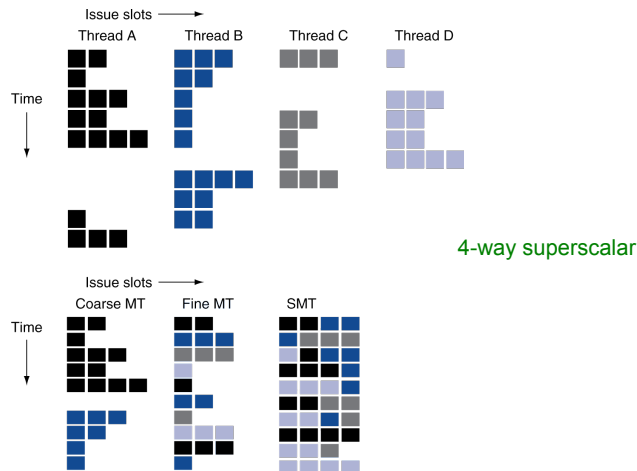 Issue slots
Thread A Thread B Thread C Thread D
Time
4-way superscalar
Issue slots
Coarse MT Fine MT SMT
Time